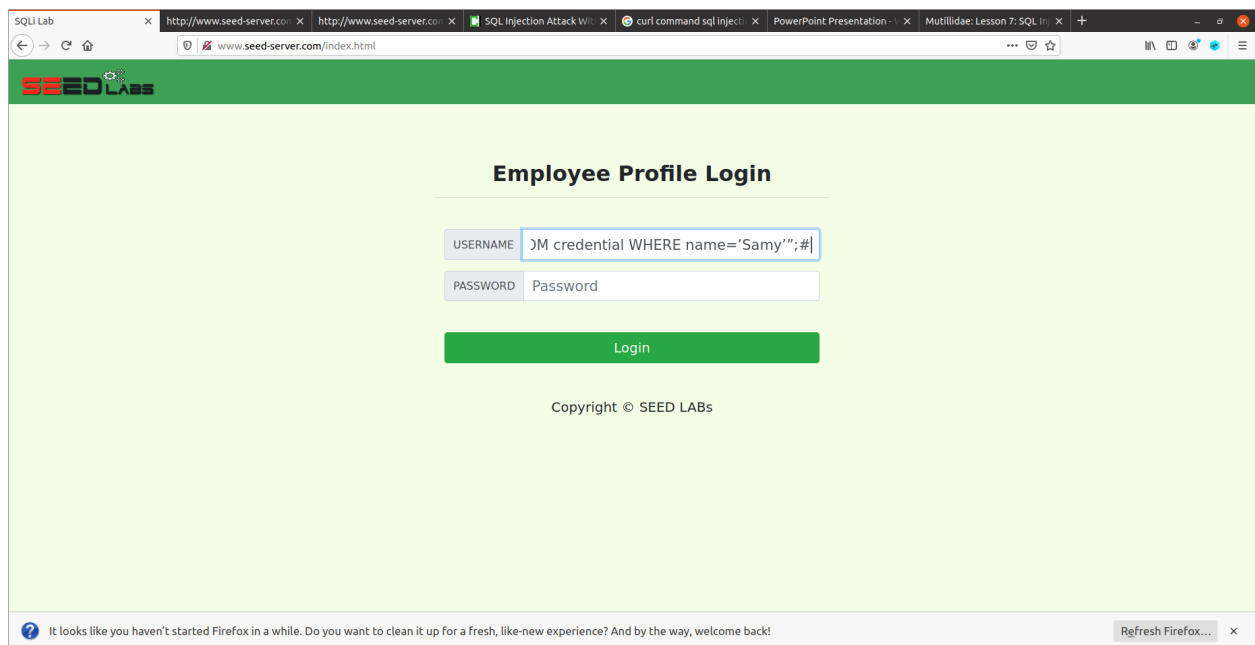 SQLi Lab
http://www.seed-server.com
http://www.seed-server.con
SQL Injection Attack Wit
curl command sql injecti
PowerPoint Presentation -
Mutillidae: Lesson 7: SQL Inj
www.seed-server.com/index.html
SEED LABS
Employee Profile Login
USERNAME OM credential WHERE name=’Samy’”;#
PASSWORD Password
Login
Copyright © SEED LABs
It looks like you haven’t started Firefox in a while. Do you want to clean it up for a fresh, like-new experience? And by the way, welcome back! Refresh Firefox…